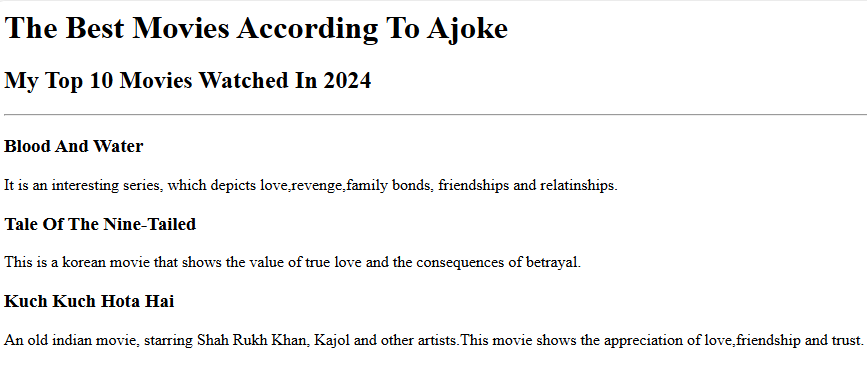 The Best Movies According To Ajoke
My Top 10 Movies Watched In 2024
Blood And Water
It is an interesting series, which depicts love,revenge,family bonds, friendships and relatinships.
Tale Of The Nine-Tailed
This is a korean movie that shows the value of true love and the consequences of betrayal.
Kuch Kuch Hota Hai
An old indian movie, starring Shah Rukh Khan, Kajol and other artists.This movie shows the appreciation of love,friendship and trust.